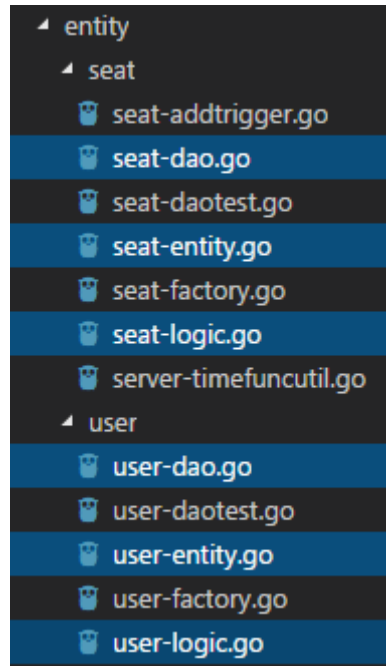 entity
seat
seat-addtrigger.go
seat-dao.go
seat-daotest.go
seat-entity.go
seat-factory.go
seat-logic.go
server-timefuncutil.go
user
user-dao.go
user-daotest.go
user-entity.go
user-factory.go
user-logic.go